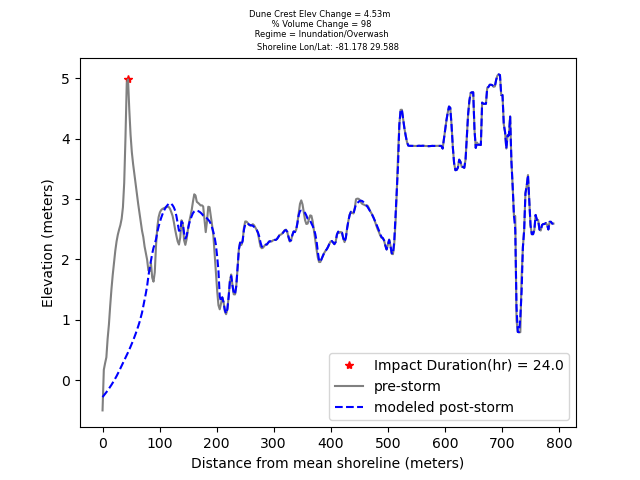 Dune Crest Elev Change = 4.53m
% Volume Change = 98
Regime = Inundation/Overwash
Shoreline Lon/Lat: -81.178 29.588
5
4
3
2
1
0
Elevation (meters)
Impact Duration(hr) = 24.0
pre-storm
modeled post-storm
0 100 200 300 400 500 600 700 800
Distance from mean shoreline (meters)